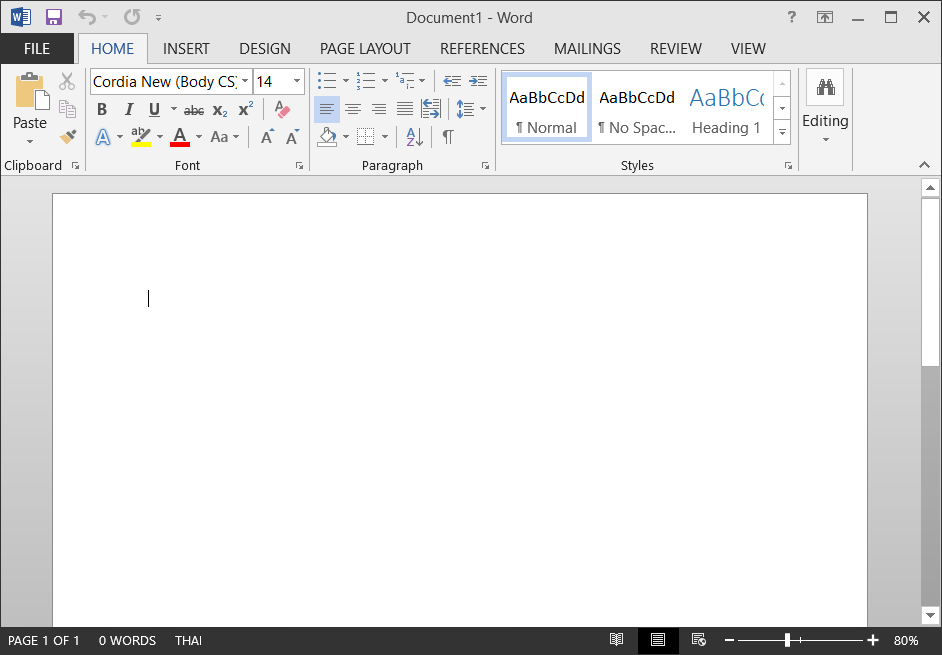 Document1 - Word
FILE HOME INSERT DESIGN PAGE LAYOUT REFERENCES MAILINGS REVIEW VIEW
Paste
Clipboard
Cordia New (Body CS) 14
B I U abc x₂ x²
A ab A Aa A A
Font
Paragraph
AaBbCcDd AaBbCcDd AaBbCc
¶ Normal ¶ No Spac... Heading 1
Styles
Editing
PAGE 1 OF 1 0 WORDS THAI 80%